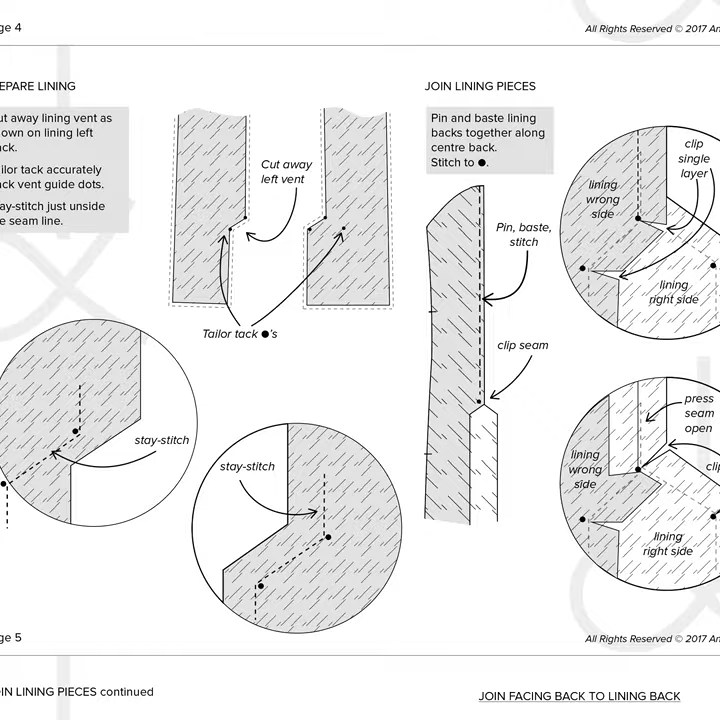 ge 4
All Rights Reserved © 2017 An
EPARE LINING
ut away lining vent as
own on lining left
ack.
ilor tack accurately
ack vent guide dots.
ay-stitch just unside
e seam line.
Cut away
left vent
Tailor tack ●'s
stay-stitch
stay-stitch
JOIN LINING PIECES
Pin and baste lining
backs together along
centre back.
Stitch to ●.
Pin, baste,
stitch
clip seam
clip
single
layer
lining
wrong
side
lining
right side
press
seam
open
lining
wrong
side
clip
lining
right side
ge 5
All Rights Reserved © 2017 An
IN LINING PIECES continued
JOIN FACING BACK TO LINING BACK